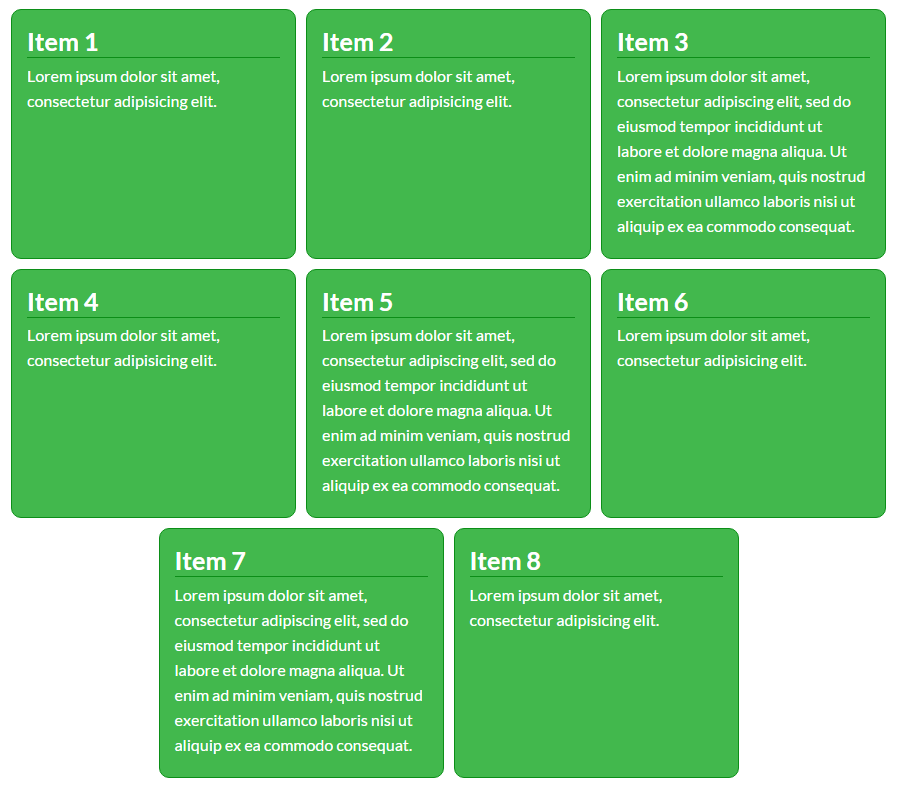 Item 1
Lorem ipsum dolor sit amet,
consectetur adipisicing elit.
Item 2
Lorem ipsum dolor sit amet,
consectetur adipisicing elit.
Item 3
Lorem ipsum dolor sit amet,
consectetur adipiscing elit, sed do
eiusmod tempor incididunt ut
labore et dolore magna aliqua. Ut
enim ad minim veniam, quis nostrud
exercitation ullamco laboris nisi ut
aliquip ex ea commodo consequat.
Item 4
Lorem ipsum dolor sit amet,
consectetur adipisicing elit.
Item 5
Lorem ipsum dolor sit amet,
consectetur adipiscing elit, sed do
eiusmod tempor incididunt ut
labore et dolore magna aliqua. Ut
enim ad minim veniam, quis nostrud
exercitation ullamco laboris nisi ut
aliquip ex ea commodo consequat.
Item 6
Lorem ipsum dolor sit amet,
consectetur adipisicing elit.
Item 7
Lorem ipsum dolor sit amet,
consectetur adipiscing elit, sed do
eiusmod tempor incididunt ut
labore et dolore magna aliqua. Ut
enim ad minim veniam, quis nostrud
exercitation ullamco laboris nisi ut
aliquip ex ea commodo consequat.
Item 8
Lorem ipsum dolor sit amet,
consectetur adipisicing elit.